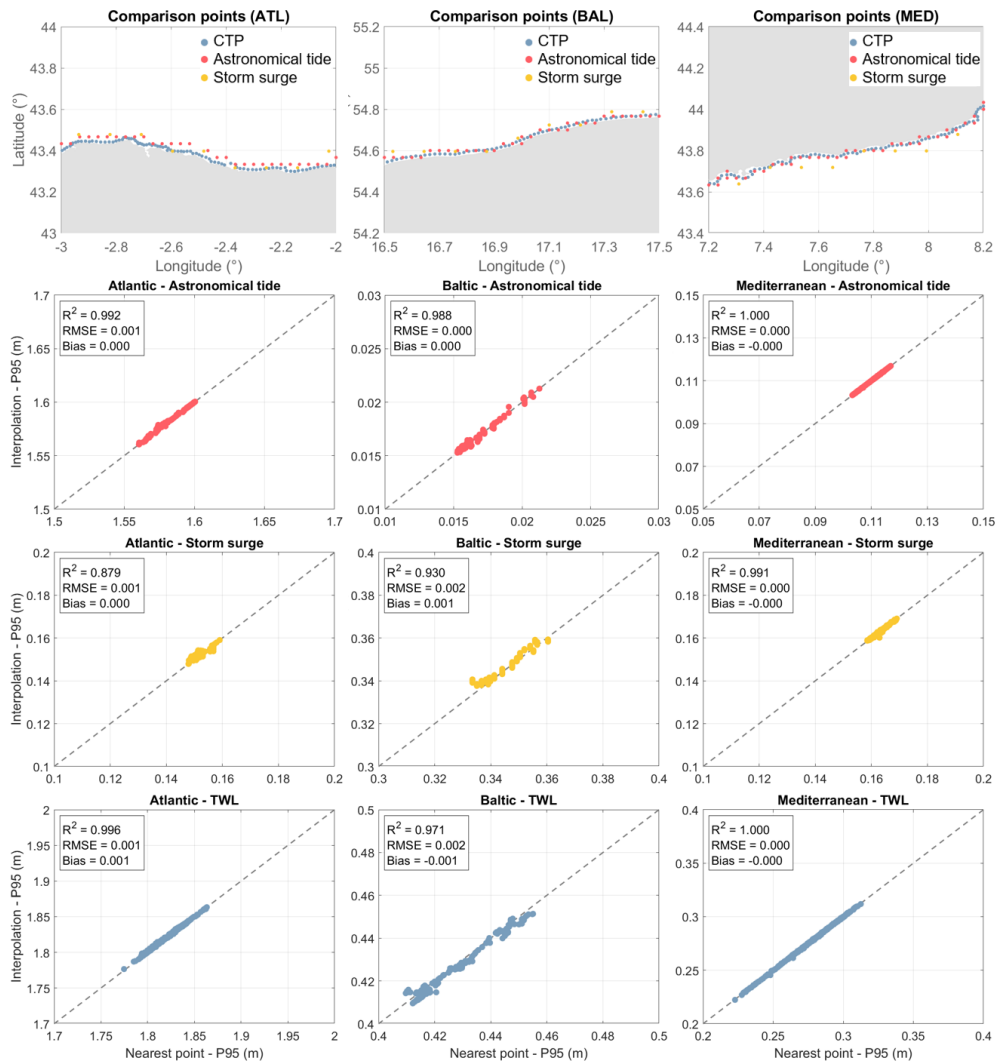 Comparison points (ATL)
Comparison points (BAL)
Comparison points (MED)
44
43.8
43.6
43.4
43.2
43
Latitude (°)
CTP
Astronomical tide
Storm surge
-3
-2.8
-2.6
-2.4
-2.2
-2
Longitude (°)
55.2
55
54.8
54.6
54.4
54.2
CTP
Astronomical tide
Storm surge
16.5
16.7
16.9
17.1
17.3
17.5
Longitude (°)
44.4
44.2
44
43.8
43.6
43.4
CTP
Astronomical tide
Storm surge
7.2
7.4
7.6
7.8
8
8.2
Longitude (°)
Atlantic - Astronomical tide
R² = 0.992
RMSE = 0.001
Bias = 0.000
Interpolation - P95 (m)
1.7
1.65
1.6
1.55
1.5
1.5
1.55
1.6
1.65
1.7
Baltic - Astronomical tide
R² = 0.988
RMSE = 0.000
Bias = 0.000
0.03
0.025
0.02
0.015
0.01
0.01
0.015
0.02
0.025
0.03
Mediterranean - Astronomical tide
R² = 1.000
RMSE = 0.000
Bias = -0.000
0.15
0.13
0.11
0.09
0.07
0.05
0.05
0.07
0.09
0.11
0.13
0.15
Atlantic - Storm surge
R² = 0.879
RMSE = 0.001
Bias = 0.000
Interpolation - P95 (m)
0.2
0.18
0.16
0.14
0.12
0.1
0.1
0.12
0.14
0.16
0.18
0.2
Baltic - Storm surge
R² = 0.930
RMSE = 0.002
Bias = 0.001
0.4
0.38
0.36
0.34
0.32
0.3
0.3
0.32
0.34
0.36
0.38
0.4
Mediterranean - Storm surge
R² = 0.991
RMSE = 0.000
Bias = -0.000
0.2
0.18
0.16
0.14
0.12
0.1
0.1
0.12
0.14
0.16
0.18
0.2
Atlantic - TWL
R² = 0.996
RMSE = 0.001
Bias = 0.001
Interpolation - P95 (m)
2
1.95
1.9
1.85
1.8
1.75
1.7
1.7
1.75
1.8
1.85
1.9
1.95
2
Nearest point - P95 (m)
Baltic - TWL
R² = 0.971
RMSE = 0.002
Bias = -0.001
0.5
0.48
0.46
0.44
0.42
0.4
0.4
0.42
0.44
0.46
0.48
0.5
Nearest point - P95 (m)
Mediterranean - TWL
R² = 1.000
RMSE = 0.000
Bias = -0.000
0.4
0.35
0.3
0.25
0.2
0.2
0.25
0.3
0.35
0.4
Nearest point - P95 (m)